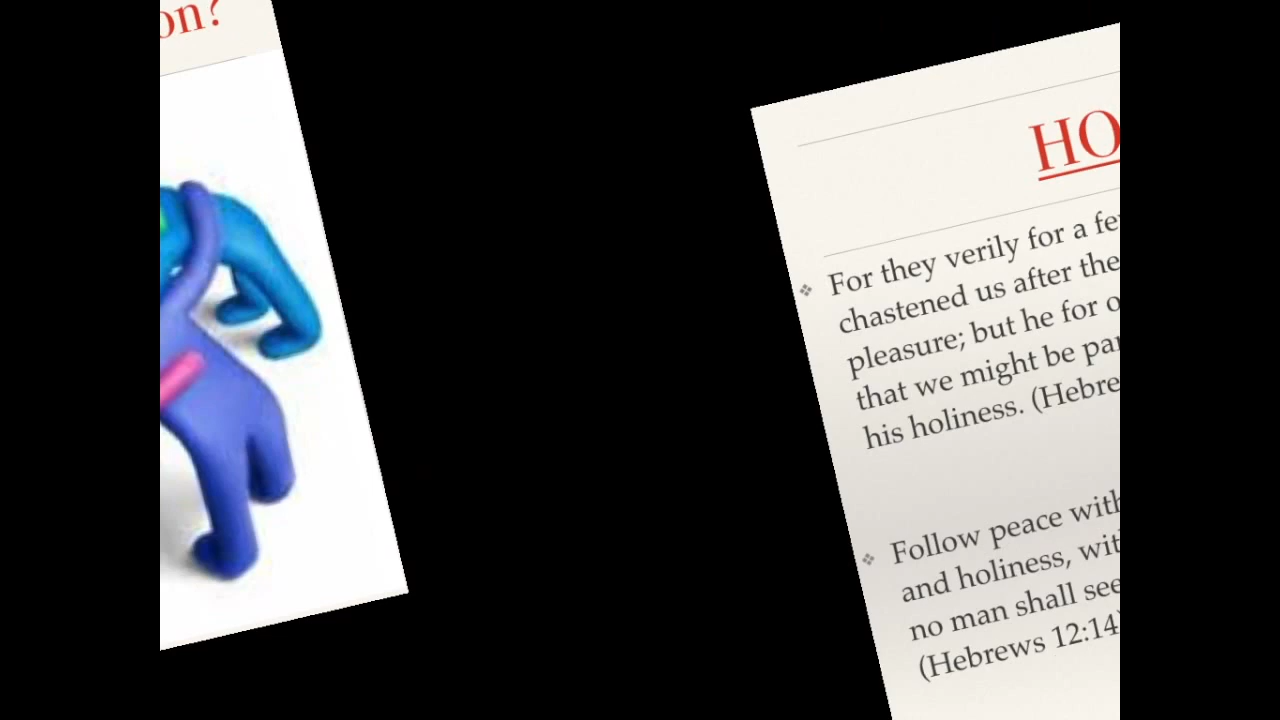 on?
HO
For they verily for a fe
chastened us after the
pleasure; but he for o
that we might be par
his holiness. (Hebre
Follow peace with
and holiness, wit
no man shall see
(Hebrews 12:14)